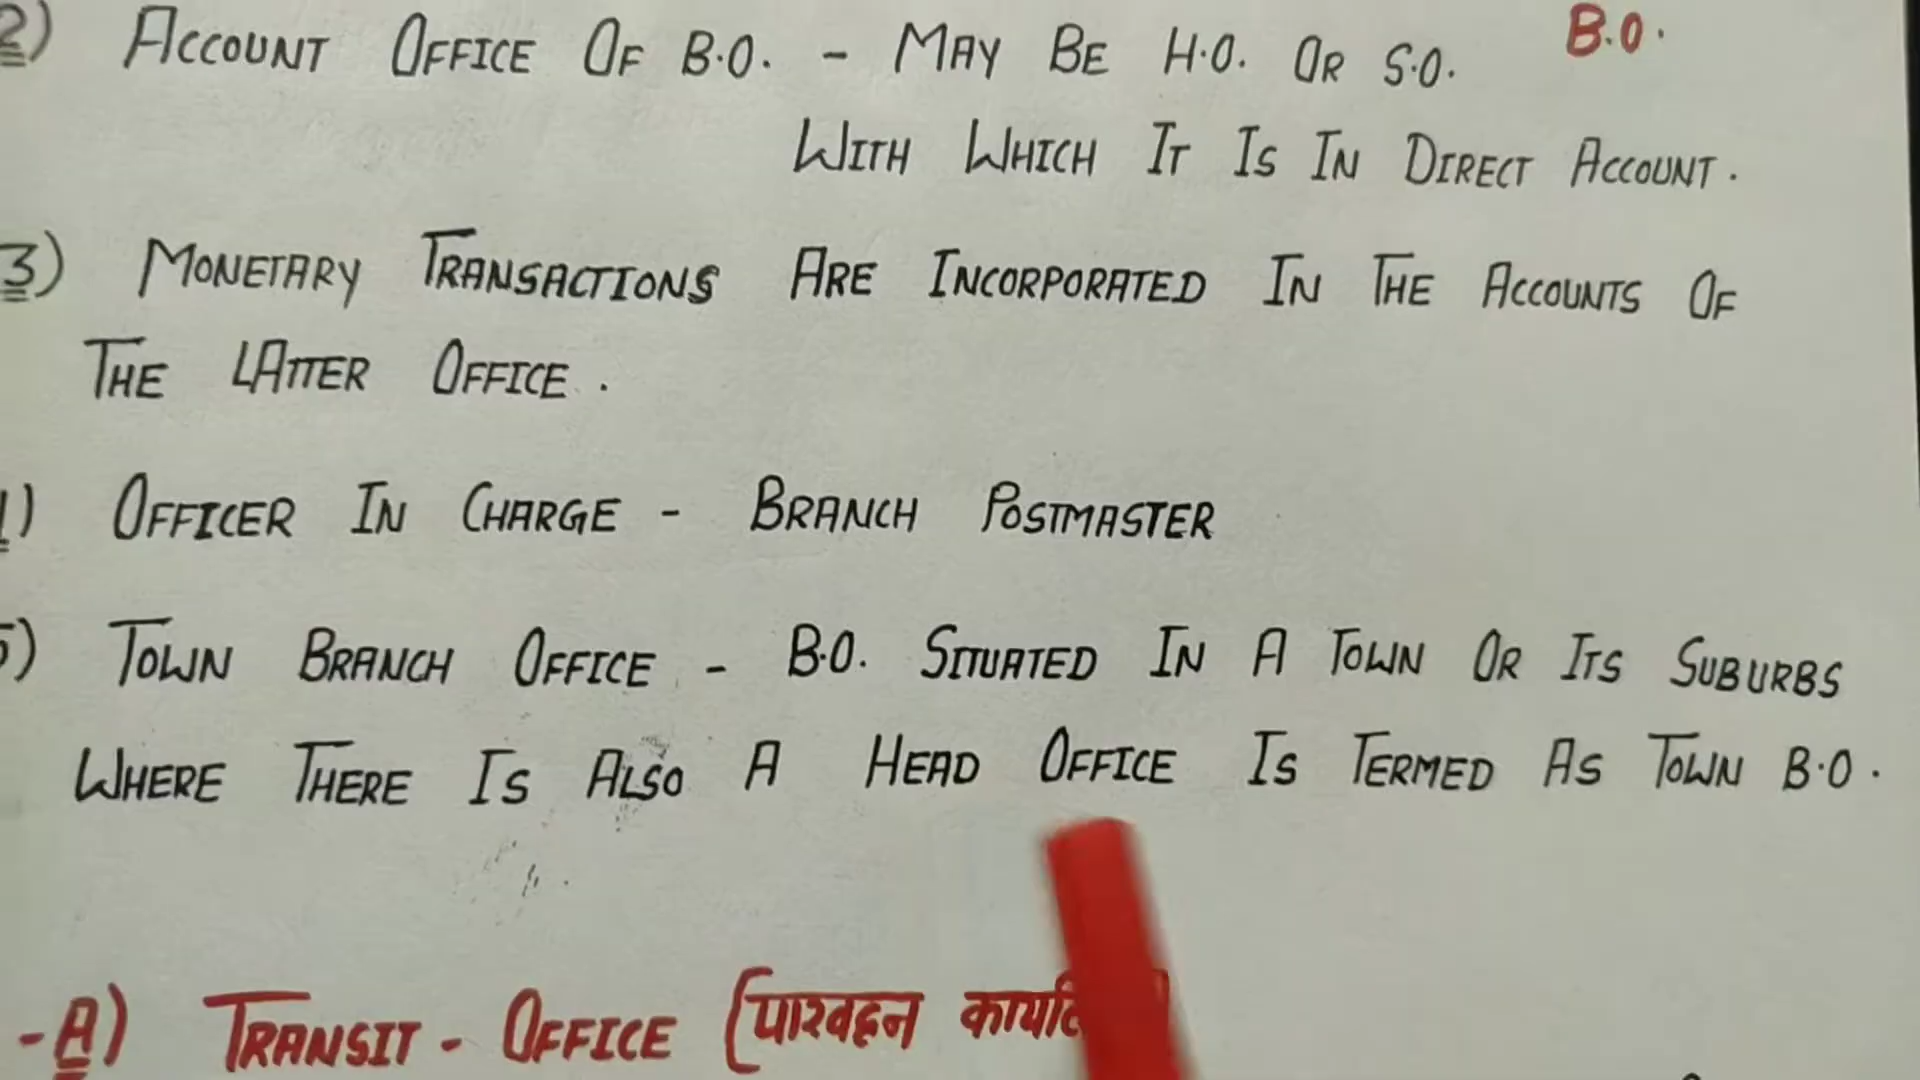 2) ACCOUNT OFFICE OF B.O. - MAY BE H.O. OR S.O. B.O.
WITH WHICH IT IS IN DIRECT ACCOUNT.
3) MONETARY TRANSACTIONS ARE INCORPORATED IN THE ACCOUNTS OF
THE LATTER OFFICE.
OFFICER IN CHARGE - BRANCH POSTMASTER
5) TOWN BRANCH OFFICE - B.O. SITUATED IN A TOWN OR ITS SUBURBS
WHERE THERE IS ALSO A HEAD OFFICE IS TERMED AS TOWN B.O.
-A) TRANSIT - OFFICE (पारवहन